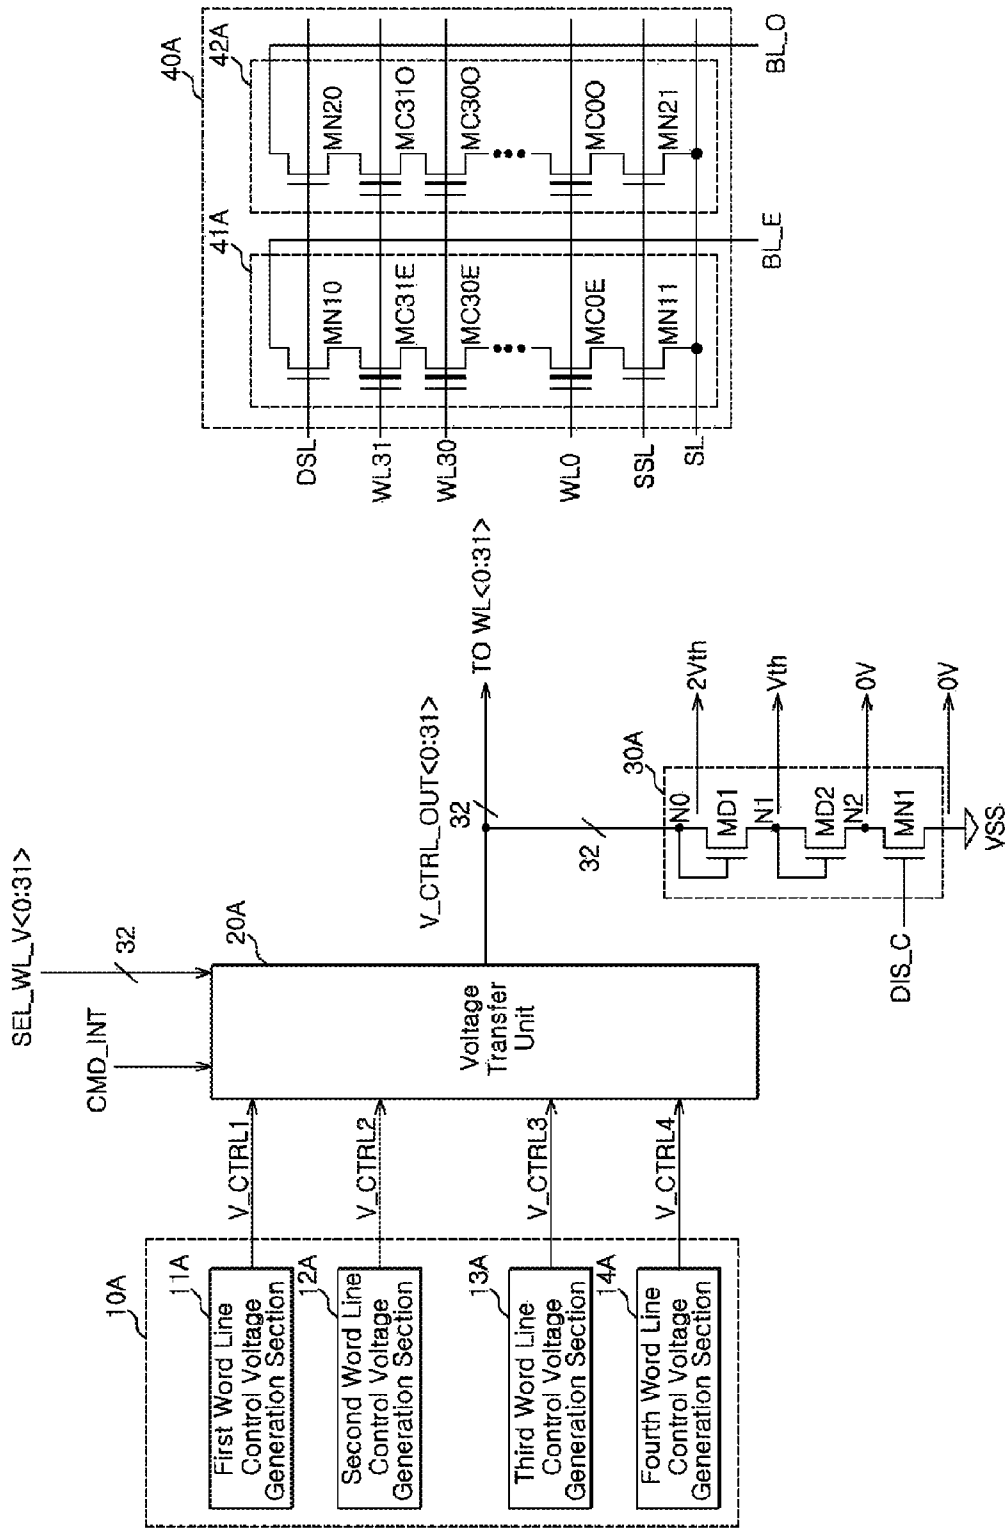 10A
11A
First Word Line
Control Voltage
Generation Section
12A
Second Word Line
Control Voltage
Generation Section
13A
Third Word Line
Control Voltage
Generation Section
14A
Fourth Word Line
Control Voltage
Generation Section
V_CTRL1
V_CTRL2
V_CTRL3
V_CTRL4
CMD_INT
SEL_WL_V<0:31>
32
20A
Voltage
Transfer
Unit
V_CTRL_OUT<0:31>
32
TO WL<0:31>
32
30A
N0
MD1
N1
MD2
N2
MN1
DIS_C
VSS
2Vth
Vth
0V
0V
40A
41A
42A
DSL
WL31
WL30
WL0
SSL
SL
MN10
MC31E
MC30E
MC0E
MN11
BL_E
MN20
MC31O
MC30O
MC0O
MN21
BL_O